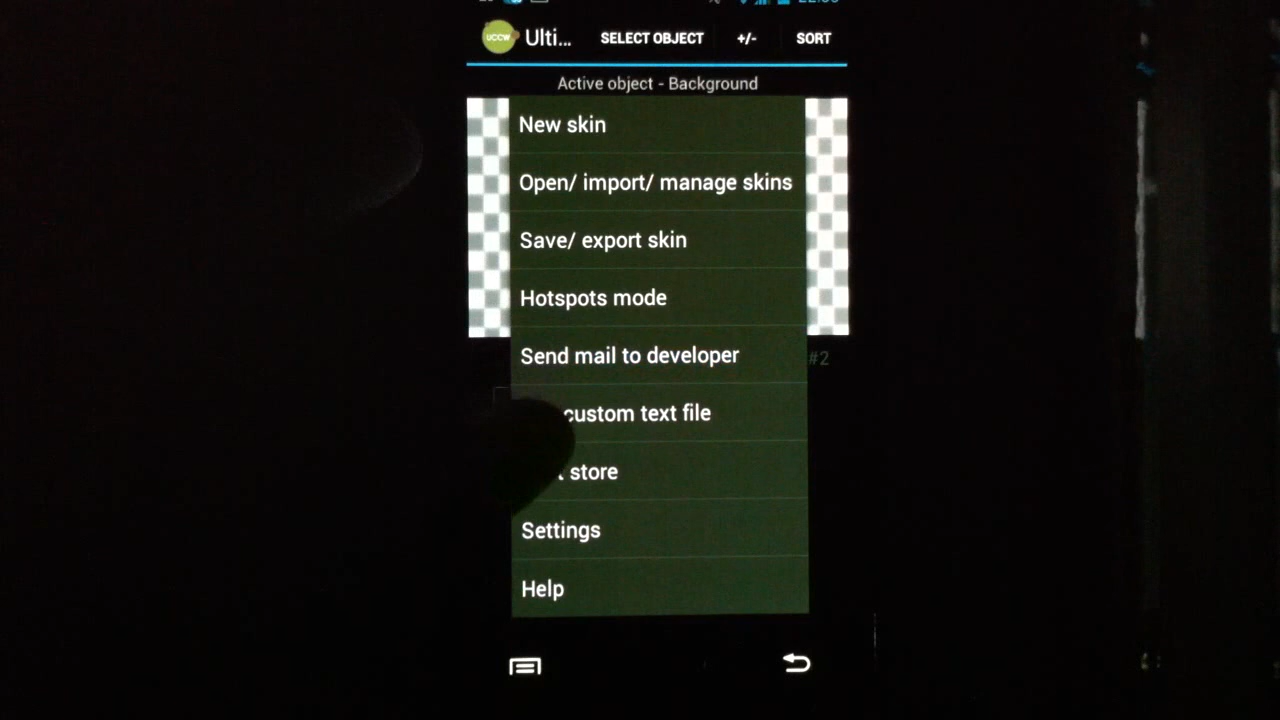 UCCW
Ulti...
SELECT OBJECT
+/-
SORT
Active object - Background
New skin
Open/ import/ manage skins
Save/ export skin
Hotspots mode
Send mail to developer
#2
custom text file
store
Settings
Help